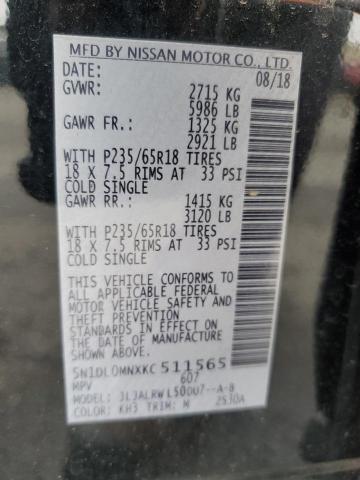 MFD BY NISSAN MOTOR CO., LTD.
DATE: 08/18
GVWR: 2715 KG
5986 LB
GAWR FR.: 1325 KG
2921 LB
WITH P235/65R18 TIRES
18 X 7.5 RIMS AT 33 PSI
COLD SINGLE
GAWR RR.: 1415 KG
3120 LB
WITH P235/65R18 TIRES
18 X 7.5 RIMS AT 33 PSI
COLD SINGLE
THIS VEHICLE CONFORMS TO
ALL APPLICABLE FEDERAL
MOTOR VEHICLE SAFETY AND
THEFT PREVENTION
STANDARDS IN EFFECT ON
THE DATE OF MANUFACTURE
SHOWN ABOVE.
5N1DL0MNXKC511565
MPV 607
MODEL: JLJALRWL50UU7--A-B
COLOR: KH3 TRIM: M 2530A